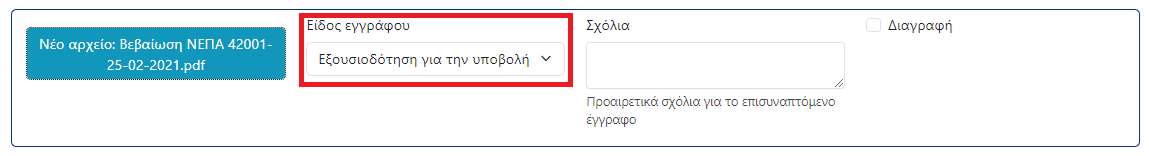 Νέο αρχείο: Βεβαίωση ΝΕΠΑ 42001-
25-02-2021.pdf
Είδος εγγράφου
Εξουσιοδότηση για την υποβολή
Σχόλια
Προαιρετικά σχόλια για το επισυναπτόμενο
έγγραφο
Διαγραφή